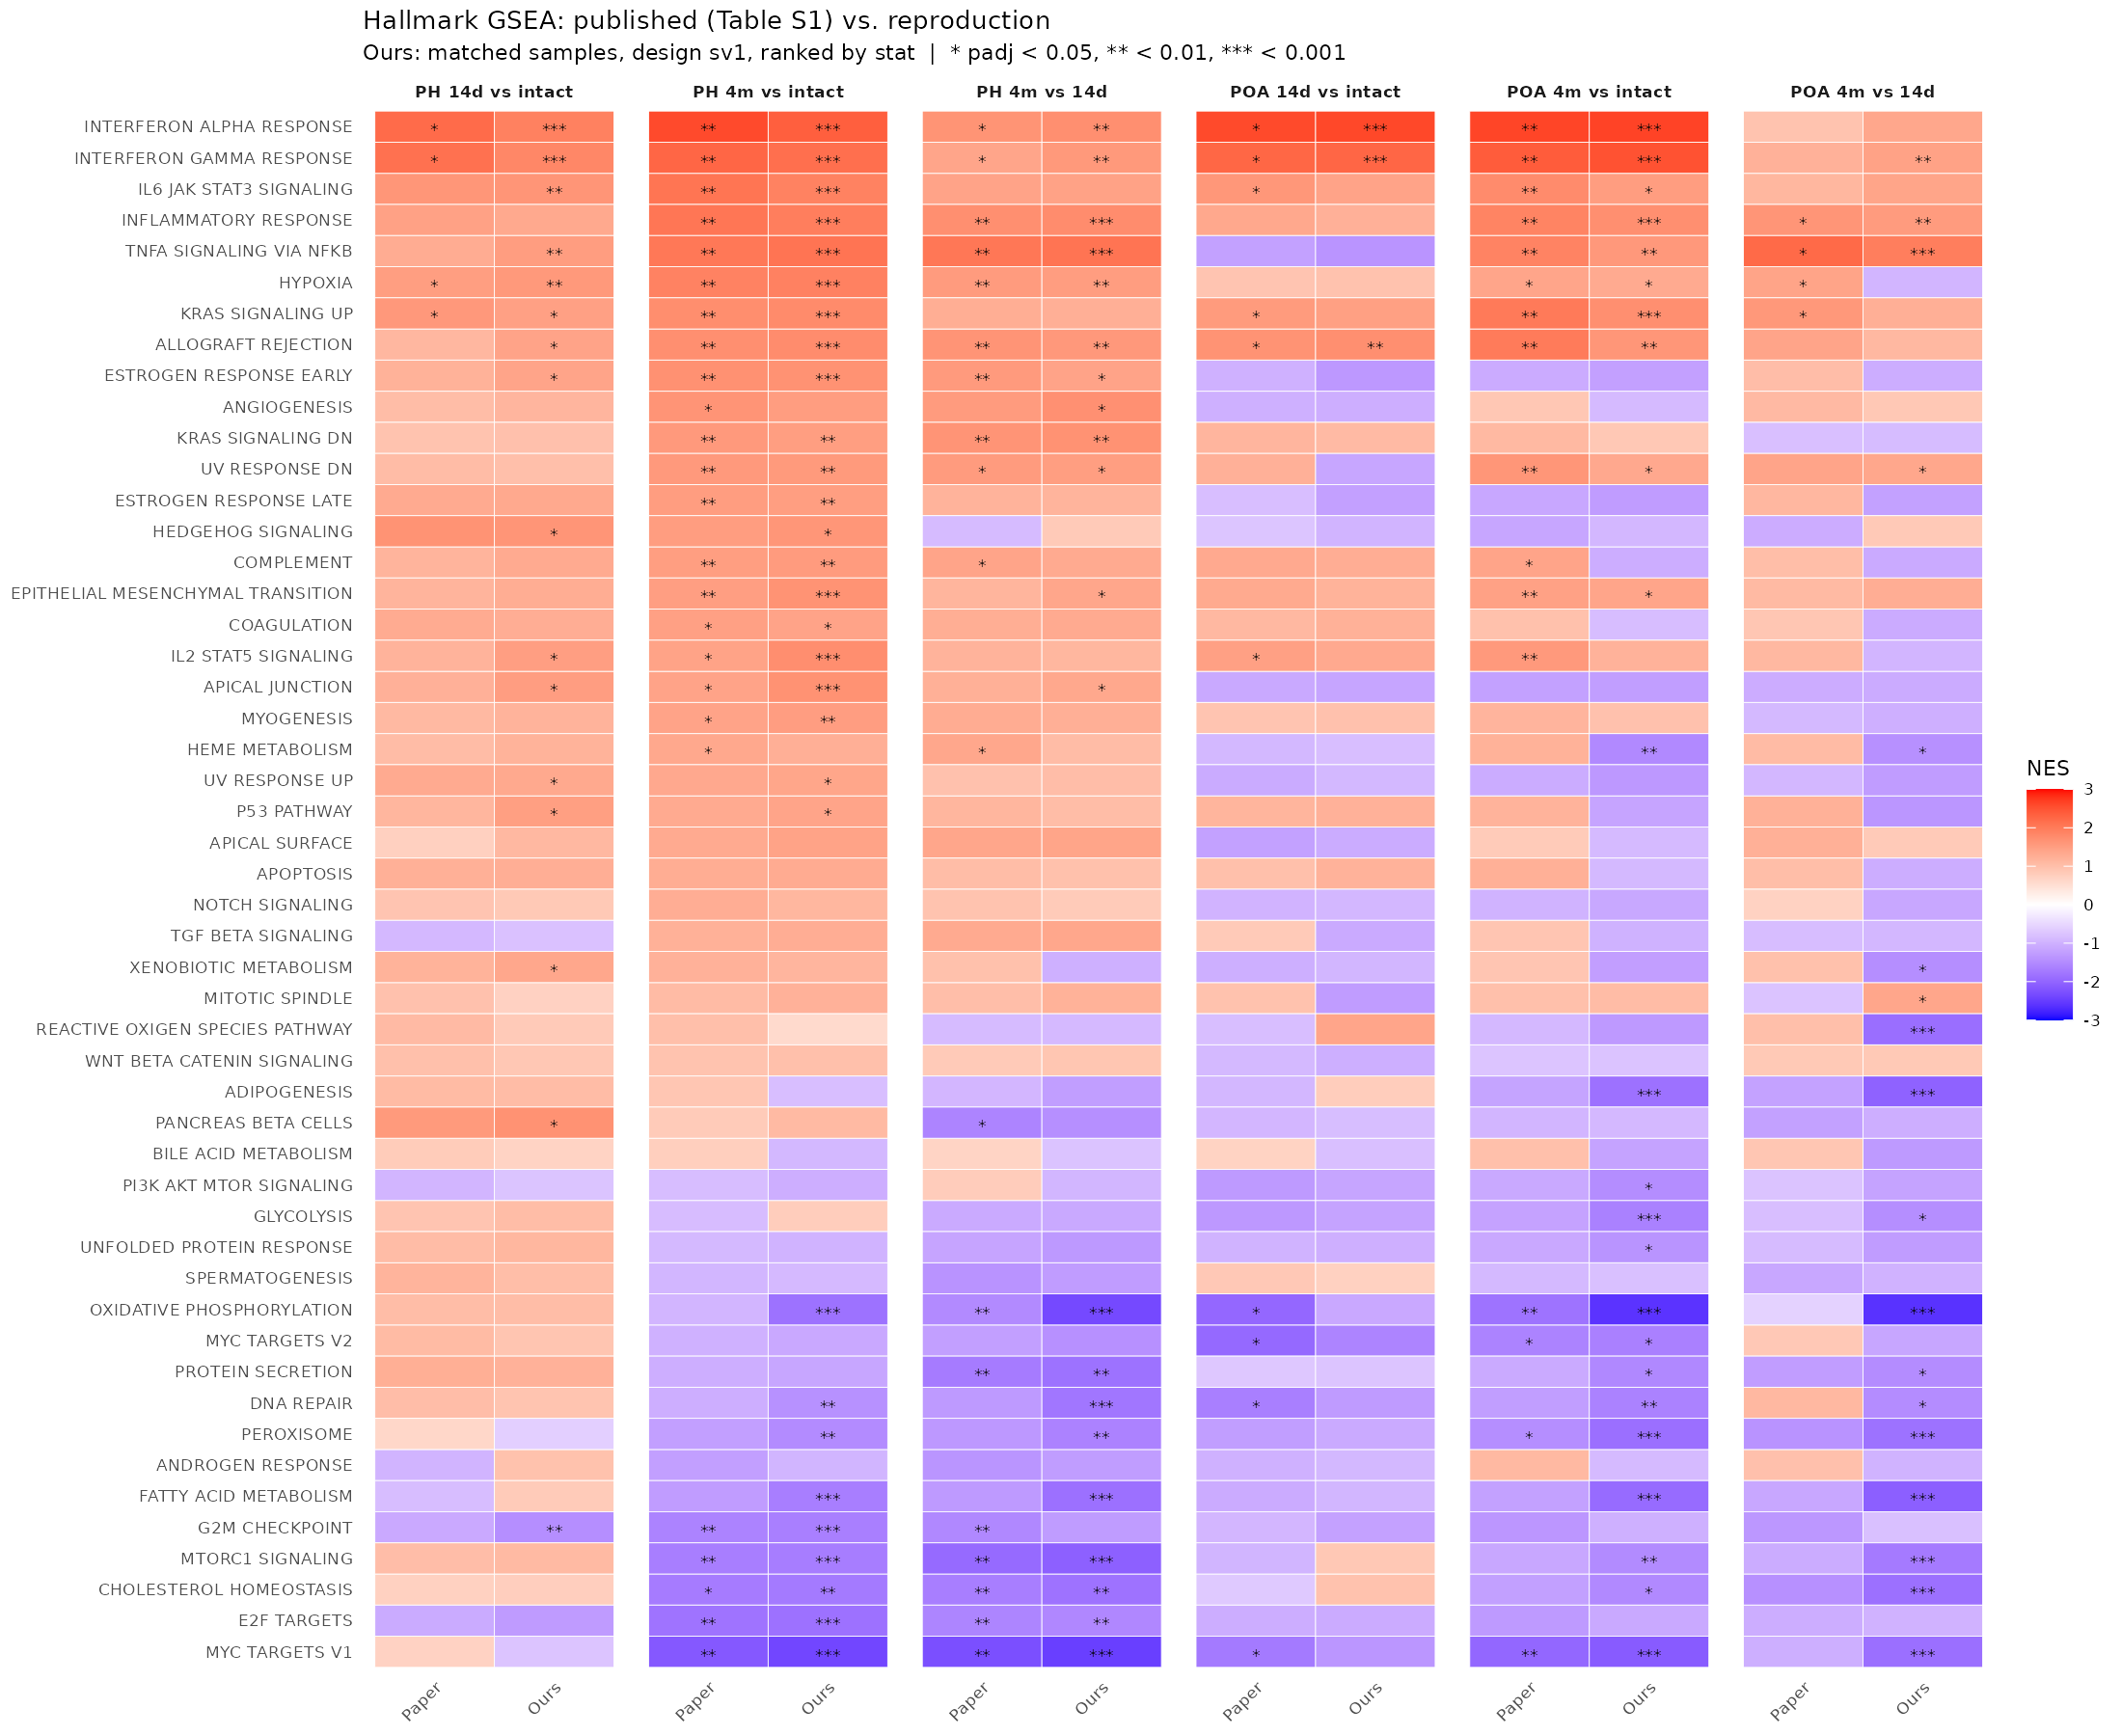 Hallmark GSEA: published (Table S1) vs. reproduction
Ours: matched samples, design sv1, ranked by stat | * padj < 0.05, ** < 0.01, *** < 0.001
PH 14d vs intact PH 4m vs intact PH 4m vs 14d POA 14d vs intact POA 4m vs intact POA 4m vs 14d
INTERFERON ALPHA RESPONSE * *** ** *** * ** * *** ** ***
INTERFERON GAMMA RESPONSE * *** ** *** * ** * *** ** *** **
IL6 JAK STAT3 SIGNALING ** ** *** * ** *
INFLAMMATORY RESPONSE ** *** ** *** ** *** * **
TNFA SIGNALING VIA NFKB ** ** *** ** *** ** ** * ***
HYPOXIA * ** ** *** ** ** * * *
KRAS SIGNALING UP * * ** *** * ** *** *
ALLOGRAFT REJECTION * ** *** ** ** * ** ** **
ESTROGEN RESPONSE EARLY * ** *** ** *
ANGIOGENESIS * *
KRAS SIGNALING DN ** ** ** **
UV RESPONSE DN ** ** * * ** * *
ESTROGEN RESPONSE LATE ** **
HEDGEHOG SIGNALING * *
COMPLEMENT ** ** * *
EPITHELIAL MESENCHYMAL TRANSITION ** *** * ** *
COAGULATION * *
IL2 STAT5 SIGNALING * * *** * **
APICAL JUNCTION * * *** *
MYOGENESIS * **
HEME METABOLISM * * ** *
UV RESPONSE UP * *
P53 PATHWAY * *
APICAL SURFACE
APOPTOSIS
NOTCH SIGNALING
TGF BETA SIGNALING
XENOBIOTIC METABOLISM * *
MITOTIC SPINDLE *
REACTIVE OXIGEN SPECIES PATHWAY ***
WNT BETA CATENIN SIGNALING
ADIPOGENESIS *** ***
PANCREAS BETA CELLS * *
BILE ACID METABOLISM
PI3K AKT MTOR SIGNALING *
GLYCOLYSIS *** *
UNFOLDED PROTEIN RESPONSE *
SPERMATOGENESIS
OXIDATIVE PHOSPHORYLATION *** ** *** * ** *** ***
MYC TARGETS V2 * * *
PROTEIN SECRETION ** ** * *
DNA REPAIR ** *** * ** *
PEROXISOME ** ** * *** ***
ANDROGEN RESPONSE
FATTY ACID METABOLISM *** *** *** ***
G2M CHECKPOINT ** ** *** **
MTORC1 SIGNALING ** *** ** *** ** ***
CHOLESTEROL HOMEOSTASIS * ** ** ** * ***
E2F TARGETS ** *** ** **
MYC TARGETS V1 ** *** ** *** * ** *** ***
Paper Ours Paper Ours Paper Ours Paper Ours Paper Ours Paper Ours
NES
3
2
1
0
-1
-2
-3